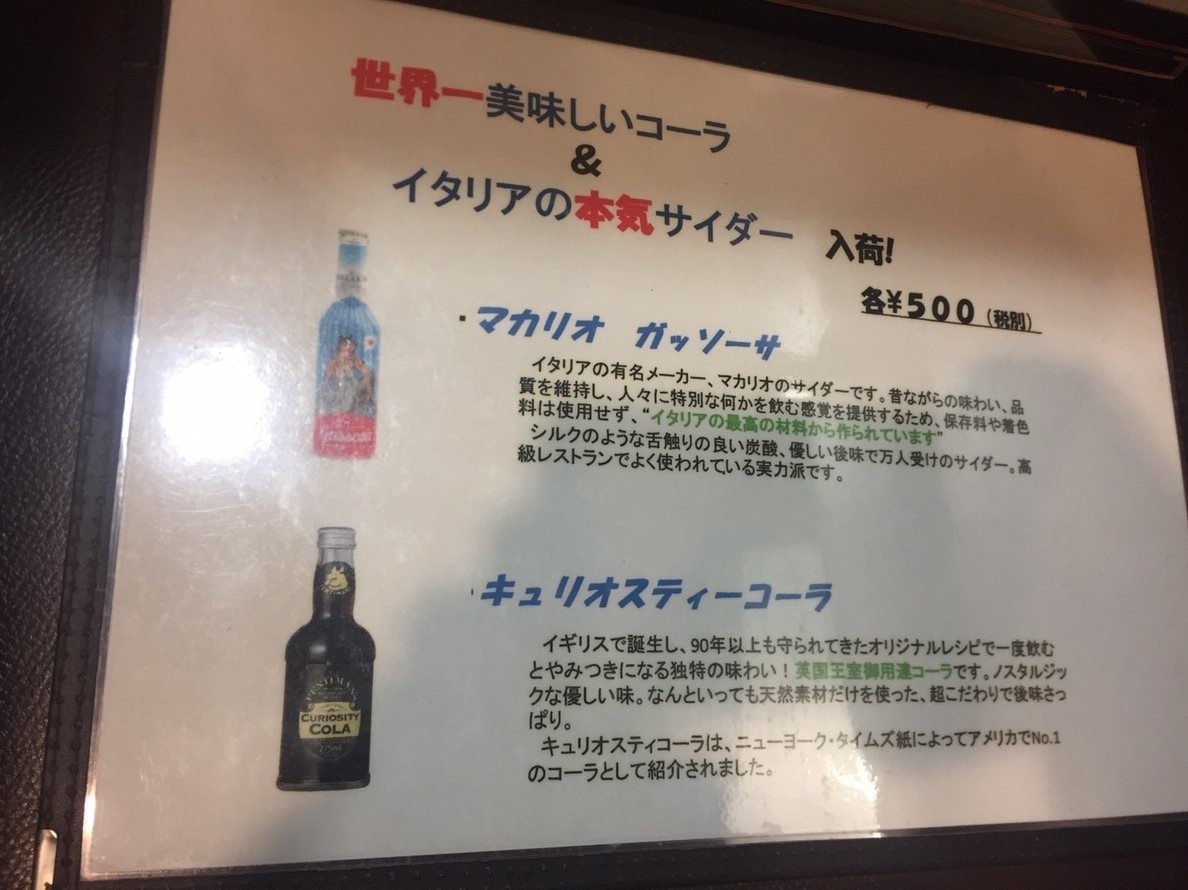 世界一美味しいコーラ
&
イタリアの本気サイダー 入荷!
各¥500（税別）
・マカリオ ガッソーサ
イタリアの有名メーカー、マカリオのサイダーです。昔ながらの味わい、品
質を維持し、人々に特別な何かを飲む感覚を提供するため、保存料や着色
料は使用せず、“イタリアの最高の材料から作られています”
シルクのような舌触りの良い炭酸、優しい後味で万人受けのサイダー。高
級レストランでよく使われている実力派です。
・キュリオスティーコーラ
イギリスで誕生し、90年以上も守られてきたオリジナルレシピで一度飲む
とやみつきになる独特の味わい！英国王室御用達コーラです。ノスタルジッ
クな優しい味。なんといっても天然素材だけを使った、超こだわりで後味さっ
ぱり。
キュリオスティコーラは、ニューヨーク・タイムズ紙によってアメリカでNo.1
のコーラとして紹介されました。
FENTIMANS
CURIOSITY
COLA
275ml